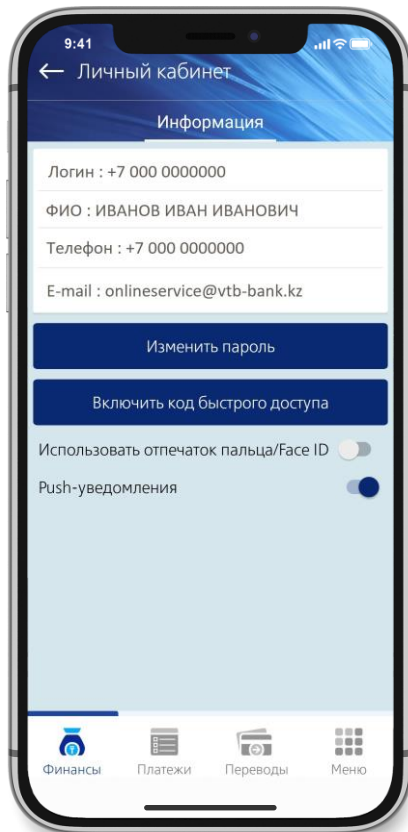 9:41
← Личный кабинет
Информация
Логин : +7 000 0000000
ФИО : ИВАНОВ ИВАН ИВАНОВИЧ
Телефон : +7 000 0000000
E-mail : onlineservice@vtb-bank.kz
Изменить пароль
Включить код быстрого доступа
Использовать отпечаток пальца/Face ID
Push-уведомления
Финансы Платежи Переводы Меню